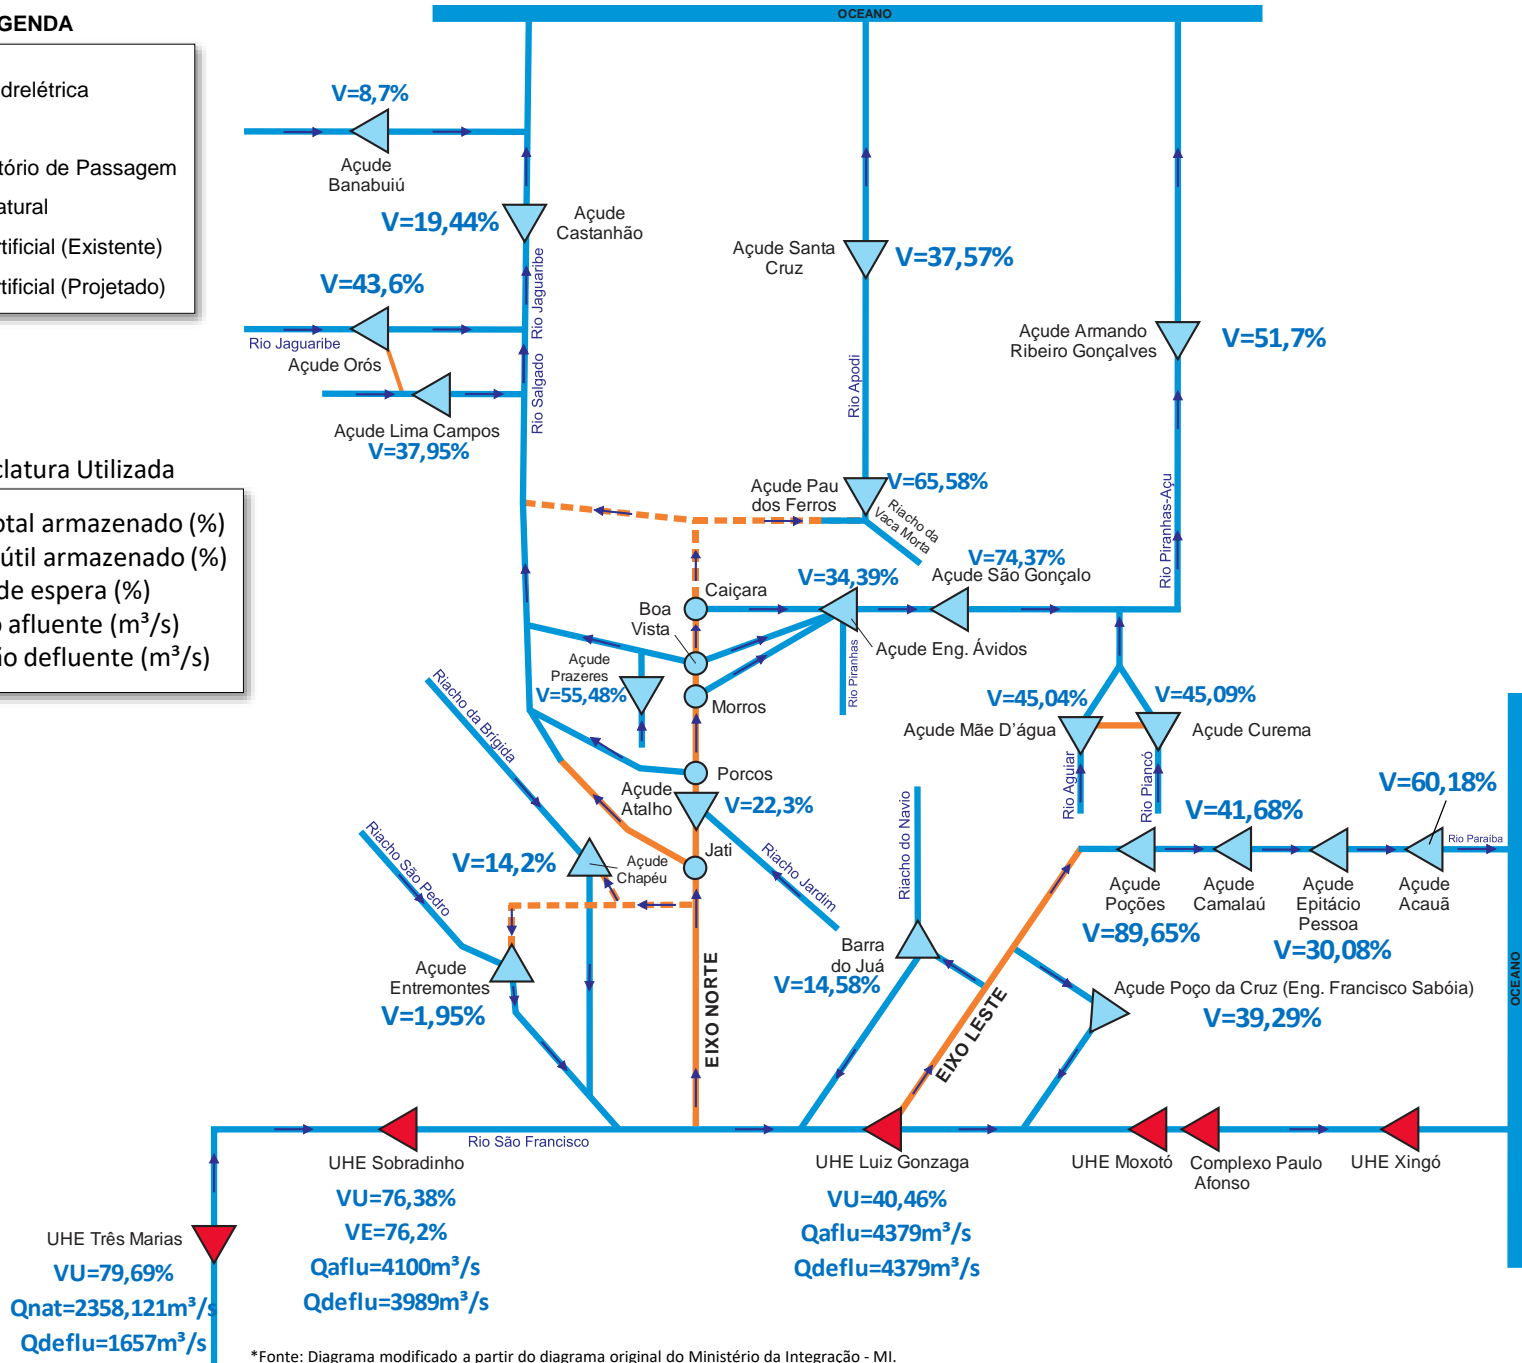 OCEANO
GENDA
drelétrica
tório de Passagem
atural
rtificial (Existente)
rtificial (Projetado)
V=8,7%
Açude
Banabuiú
V=19,44%
Açude
Castanhão
Rio Jaguaribe
V=43,6%
Rio Jaguaribe
Açude Orós
Rio Salgado
Açude Lima Campos
V=37,95%
Açude Santa
Cruz
V=37,57%
Rio Apodi
Açude Armando
Ribeiro Gonçalves
V=51,7%
Rio Piranhas-Açu
clatura Utilizada
otal armazenado (%)
útil armazenado (%)
de espera (%)
o afluente (m³/s)
ão defluente (m³/s)
Açude Pau
dos Ferros
V=65,58%
Riacho da
Vaca Morta
V=74,37%
Açude São Gonçalo
V=34,39%
Caiçara
Boa
Vista
Açude Eng. Ávidos
Rio Piranhas
Açude
Prazeres
V=55,48%
Morros
Riacho da Brígida
Porcos
Açude
Atalho
V=22,3%
Jati
Riacho Jardim
V=45,04%
V=45,09%
Açude Mãe D'água
Açude Curema
Rio Aguiar
Rio Piancó
V=60,18%
V=41,68%
Rio Paraíba
Riacho São Pedro
V=14,2%
Açude
Chapéu
Riacho do Navio
Açude
Poções
V=89,65%
Açude
Camalaú
Açude
Epitácio
Pessoa
V=30,08%
Açude
Acauã
Açude
Entremontes
V=1,95%
EIXO NORTE
Barra
do Juá
V=14,58%
EIXO LESTE
Açude Poço da Cruz (Eng. Francisco Sabóia)
V=39,29%
OCEANO
Rio São Francisco
UHE Sobradinho
VU=76,38%
VE=76,2%
Qaflu=4100m³/s
Qdeflu=3989m³/s
UHE Luiz Gonzaga
VU=40,46%
Qaflu=4379m³/s
Qdeflu=4379m³/s
UHE Moxotó
Complexo Paulo
Afonso
UHE Xingó
UHE Três Marias
VU=79,69%
Qnat=2358,121m³/s
Qdeflu=1657m³/s
*Fonte: Diagrama modificado a partir do diagrama original do Ministério da Integração - MI.